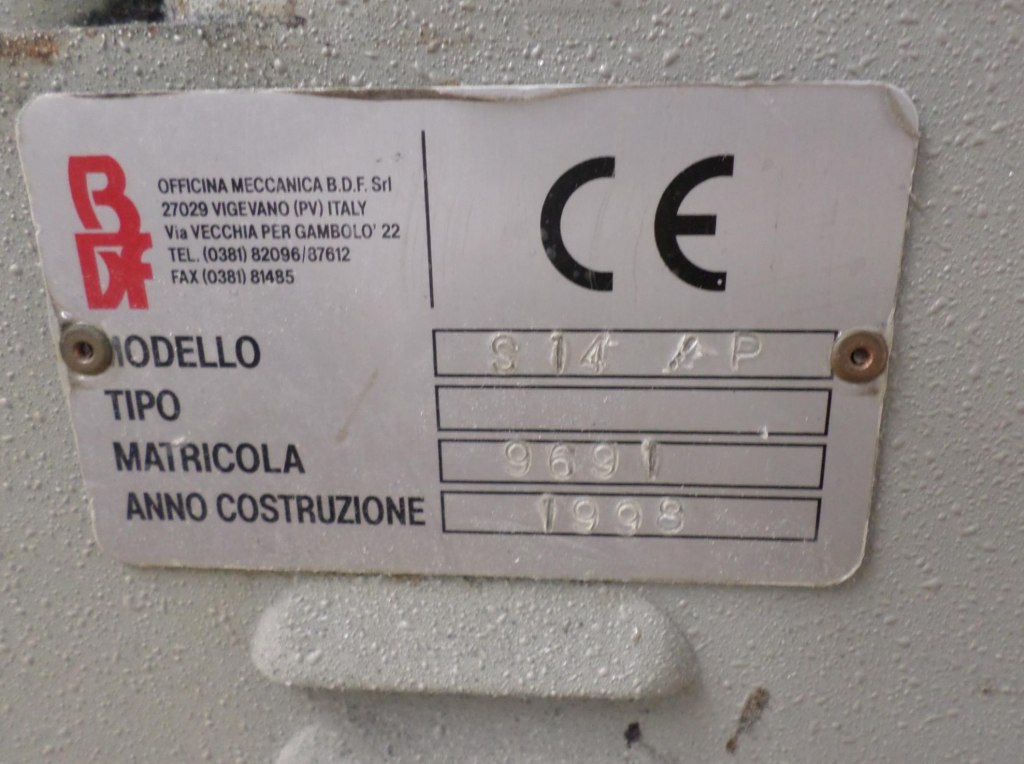 BDF
OFFICINA MECCANICA B.D.F. Srl
27029 VIGEVANO (PV) ITALY
Via VECCHIA PER GAMBOLO' 22
TEL. (0381) 82096/87612
FAX (0381) 81485
CE
MODELLO S 14 P
TIPO
MATRICOLA 9691
ANNO COSTRUZIONE 1998